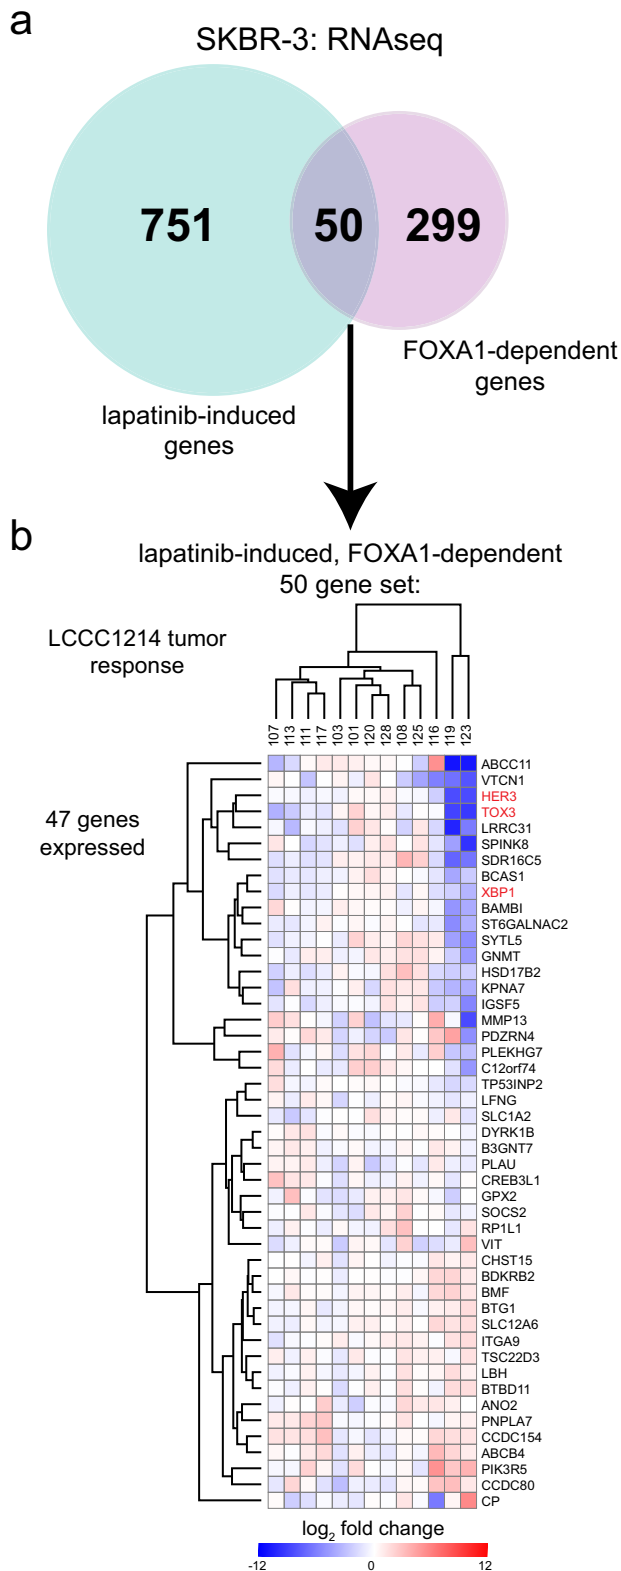 a
SKBR-3: RNAseq
751
50
299
FOXA1-dependent
genes
lapatinib-induced
genes
b
lapatinib-induced, FOXA1-dependent
50 gene set:
LCCC1214 tumor
response
107
113
111
117
103
101
120
128
108
125
116
119
123
47 genes
expressed
ABCC11
VTCN1
HER3
TOX3
LRRC31
SPINK8
SDR16C5
BCAS1
XBP1
BAMBI
ST6GALNAC2
SYTL5
GNMT
HSD17B2
KPNA7
IGSF5
MMP13
PDZRN4
PLEKHG7
C12orf74
TP53INP2
LFNG
SLC1A2
DYRK1B
B3GNT7
PLAU
CREB3L1
GPX2
SOCS2
RP1L1
VIT
CHST15
BDKRB2
BMF
BTG1
SLC12A6
ITGA9
TSC22D3
LBH
BTBD11
ANO2
PNPLA7
CCDC154
ABCB4
PIK3R5
CCDC80
CP
log2 fold change
-12 0 12